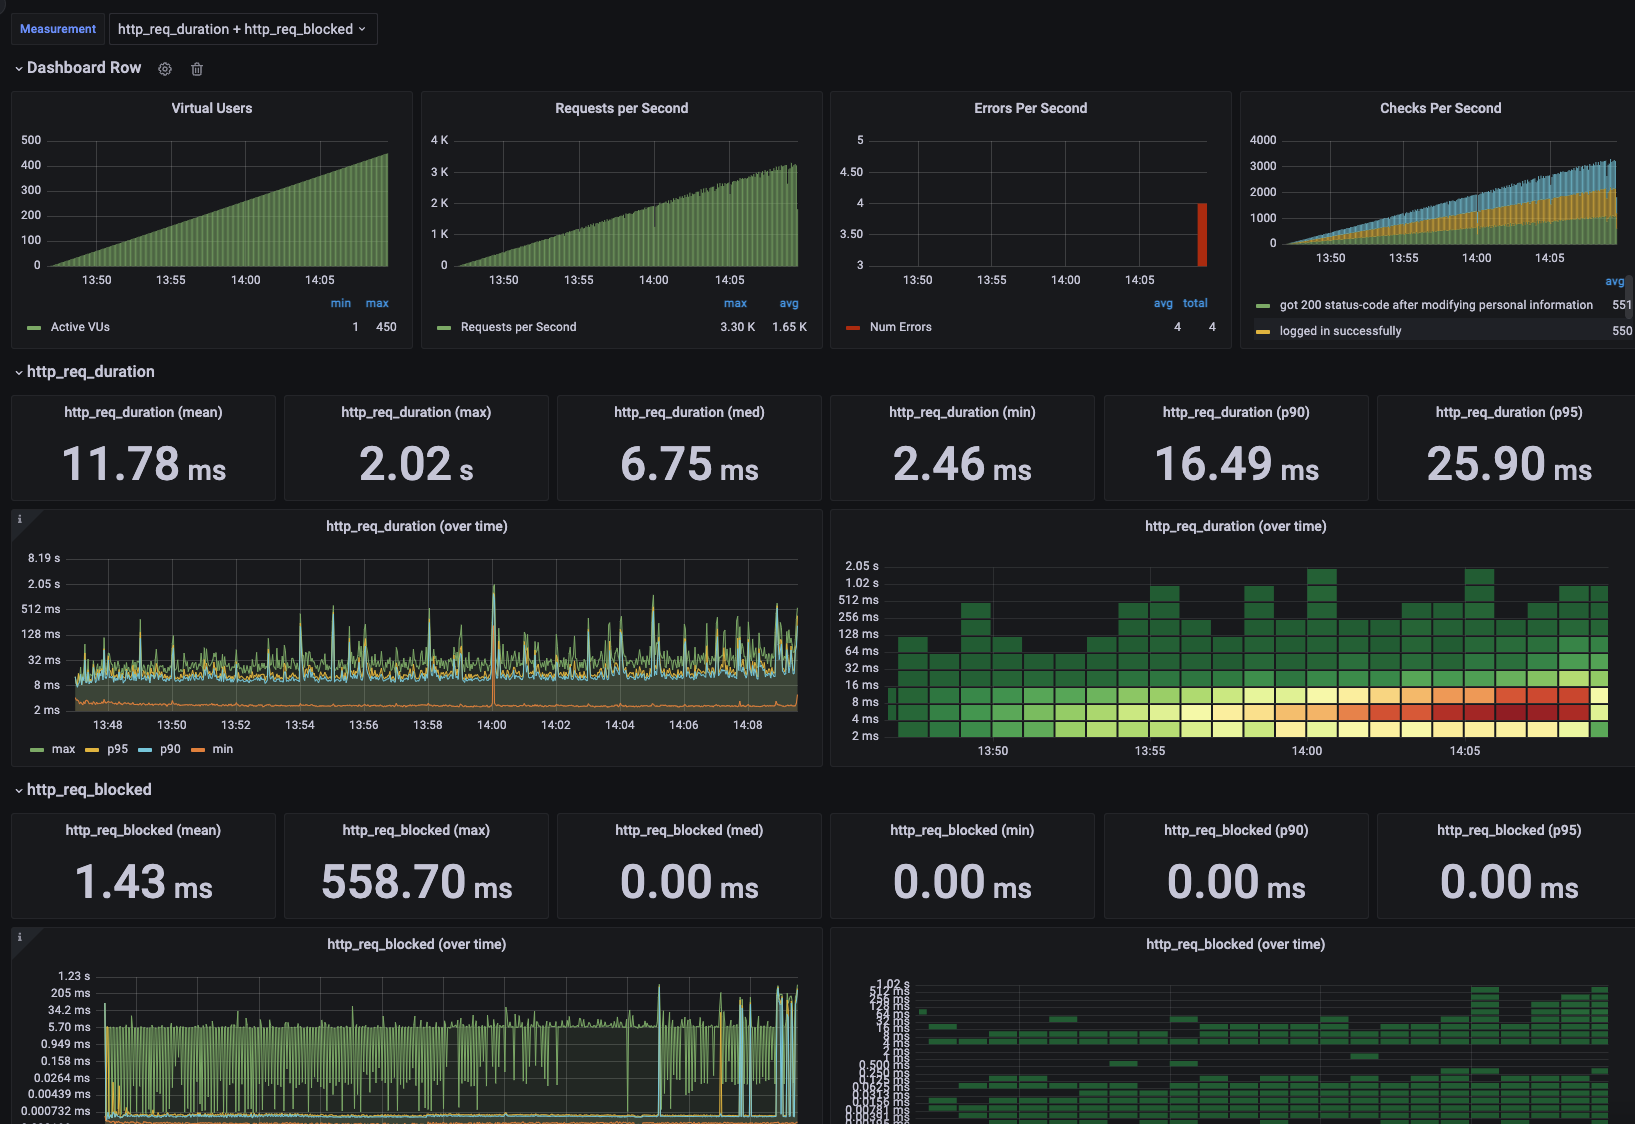 Measurement http_req_duration + http_req_blocked
Dashboard Row
Virtual Users
500
400
300
200
100
0
13:50 13:55 14:00 14:05
min max
Active VUs 1 450
Requests per Second
4 K
3 K
2 K
1 K
0
13:50 13:55 14:00 14:05
max avg
Requests per Second 3.30 K 1.65 K
Errors Per Second
5
4.50
4
3.50
3
13:50 13:55 14:00 14:05
avg total
Num Errors 4 4
Checks Per Second
4000
3000
2000
1000
0
13:50 13:55 14:00 14:05
avg
got 200 status-code after modifying personal information 551
logged in successfully 550
http_req_duration
http_req_duration (mean)
11.78 ms
http_req_duration (max)
2.02 s
http_req_duration (med)
6.75 ms
http_req_duration (min)
2.46 ms
http_req_duration (p90)
16.49 ms
http_req_duration (p95)
25.90 ms
i
http_req_duration (over time)
8.19 s
2.05 s
512 ms
128 ms
32 ms
8 ms
2 ms
13:48 13:50 13:52 13:54 13:56 13:58 14:00 14:02 14:04 14:06 14:08
max p95 p90 min
http_req_duration (over time)
2.05 s
1.02 s
512 ms
256 ms
128 ms
64 ms
32 ms
16 ms
8 ms
4 ms
2 ms
13:50 13:55 14:00 14:05
http_req_blocked
http_req_blocked (mean)
1.43 ms
http_req_blocked (max)
558.70 ms
http_req_blocked (med)
0.00 ms
http_req_blocked (min)
0.00 ms
http_req_blocked (p90)
0.00 ms
http_req_blocked (p95)
0.00 ms
i
http_req_blocked (over time)
1.23 s
205 ms
34.2 ms
5.70 ms
0.949 ms
0.158 ms
0.0264 ms
0.00439 ms
0.000732 ms
http_req_blocked (over time)
1.02 s
512 ms
256 ms
128 ms
64 ms
32 ms
16 ms
8 ms
4 ms
2 ms
1 ms
0.500 ms
0.250 ms
0.125 ms
0.0625 ms
0.0313 ms
0.0156 ms
0.00781 ms
0.00391 ms